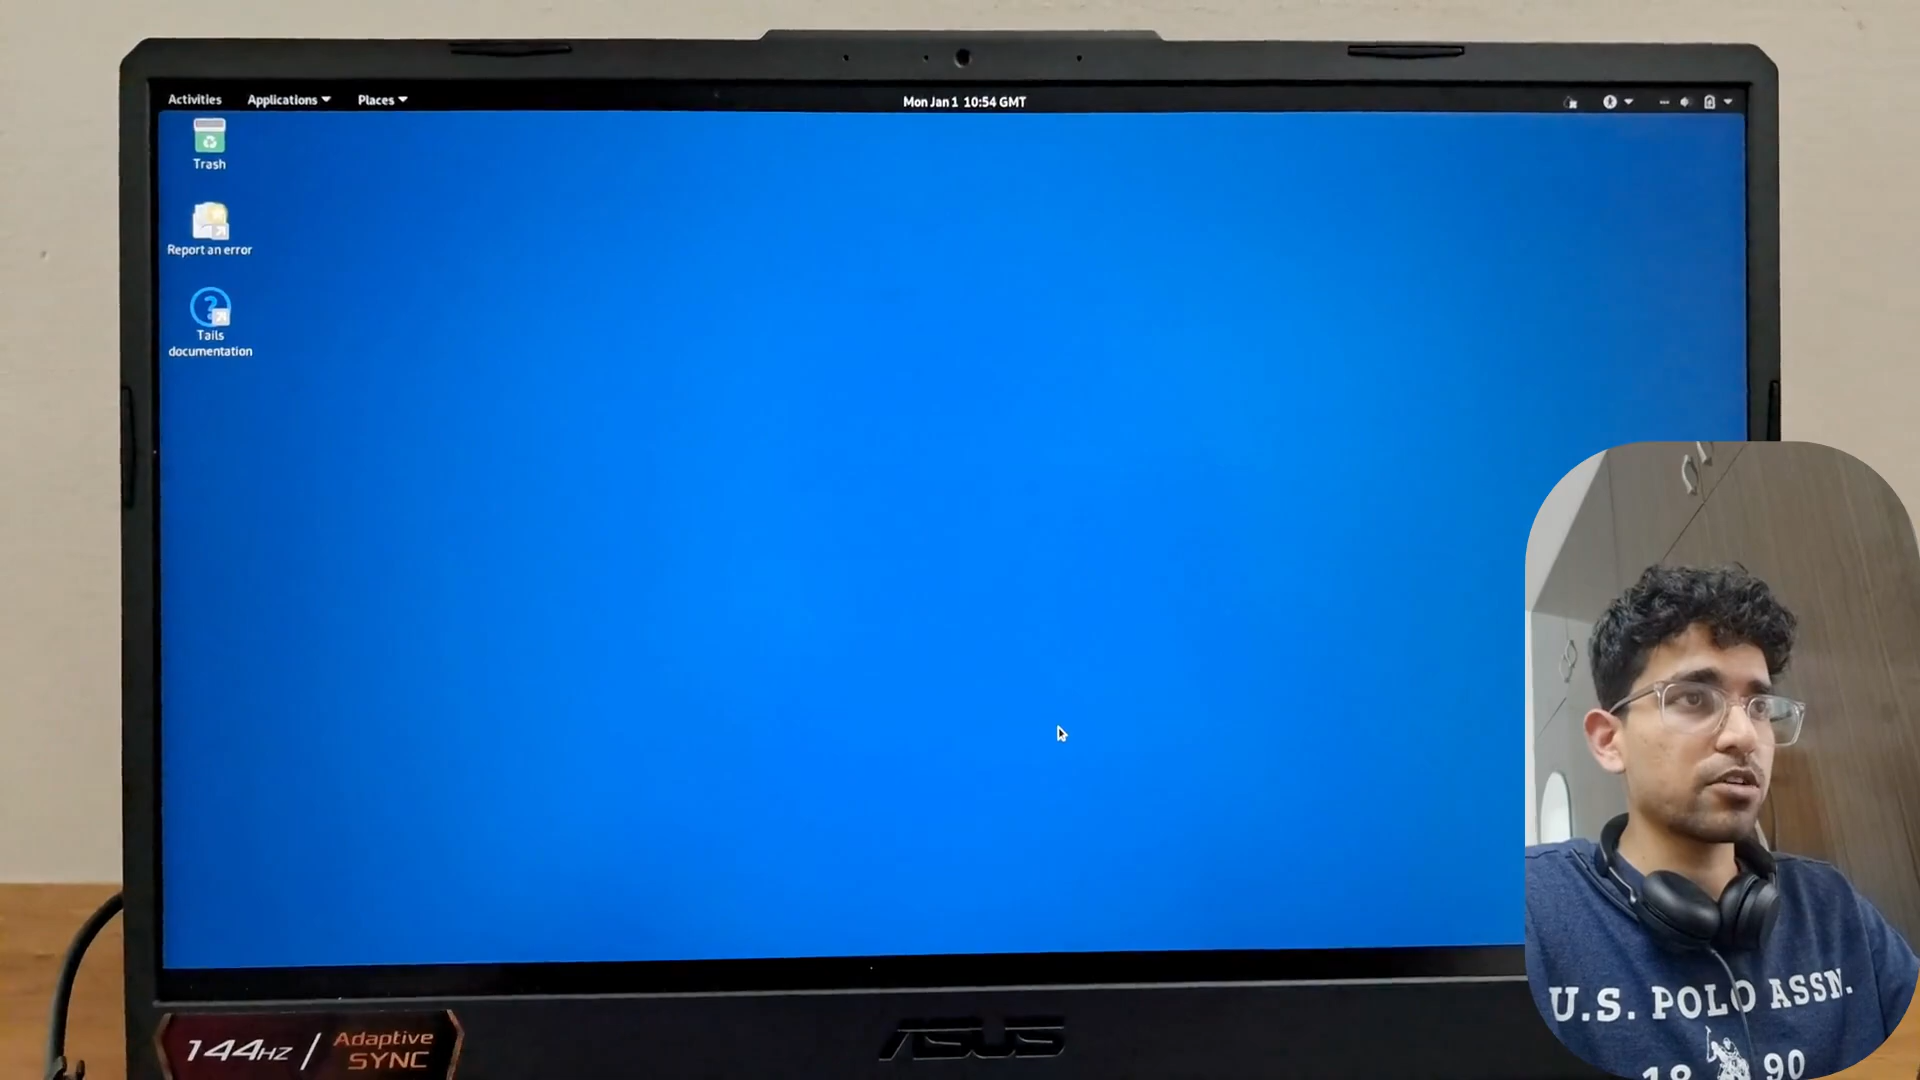 Activities Applications Places Mon Jan 1 10:54 GMT
Trash
Report an error
Tails
documentation
144HZ / Adaptive
SYNC
ASUS
U.S. POLO ASSN.
18 90